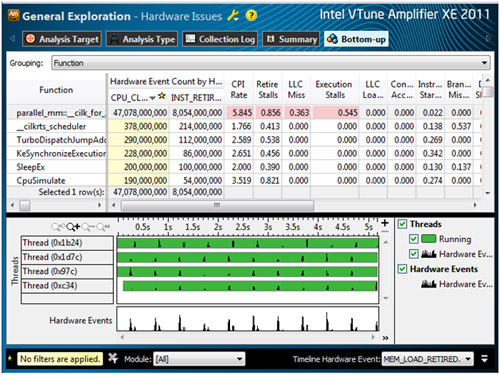 General Exploration - Hardware Issues
Intel VTune Amplifier XE 2011
Analysis Target Analysis Type Collection Log Summary Bottom-up
Grouping: Function
Function
Hardware Event Count by H...
CPU_CL... INST_RETIR...
CPI Rate
Retire Stalls
LLC Miss
Execution Stalls
LLC Loa...
Con... Acc...
Instr... Star...
Bran... Mis...
parallel_mm::__cilk_for_ 47,078,000,000 8,054,000,000 5.845 0.856 0.363 0.545 0.000 0.000 0.022 0.000
__cilkrts_scheduler 378,000,000 214,000,000 1.766 0.413 0.000 0.000 0.000 0.000 0.138 0.130
TurboDispatchJumpAdd 290,000,000 112,000,000 2.589 0.538 0.000 0.000 0.000 0.000 0.269 0.000
KeSynchronizeExecution 228,000,000 86,000,000 2.651 0.456 0.000 0.000 0.000 0.000 0.342 0.000
SleepEx 200,000,000 100,000,000 2.000 0.390 0.000 0.000 0.000 0.000 0.130 0.137
CpuSimulate 190,000,000 54,000,000 3.519 0.821 0.000 0.000 0.000 0.000 0.274 0.000
Selected 1 row(s): 47,078,000,000 8,054,000,000
0.5s 1s 1.5s 2s 2.5s 3s 3.5s 4s 4.5s 5s
Threads
Thread (0x1b24)
Thread (0x1d7c)
Thread (0x97c)
Thread (0xc34)
Hardware Events
Threads
Running
Hardware Ev...
Hardware Events
Hardware Ev...
No filters are applied. Module: [All] Timeline Hardware Event: MEM_LOAD_RETIRED.